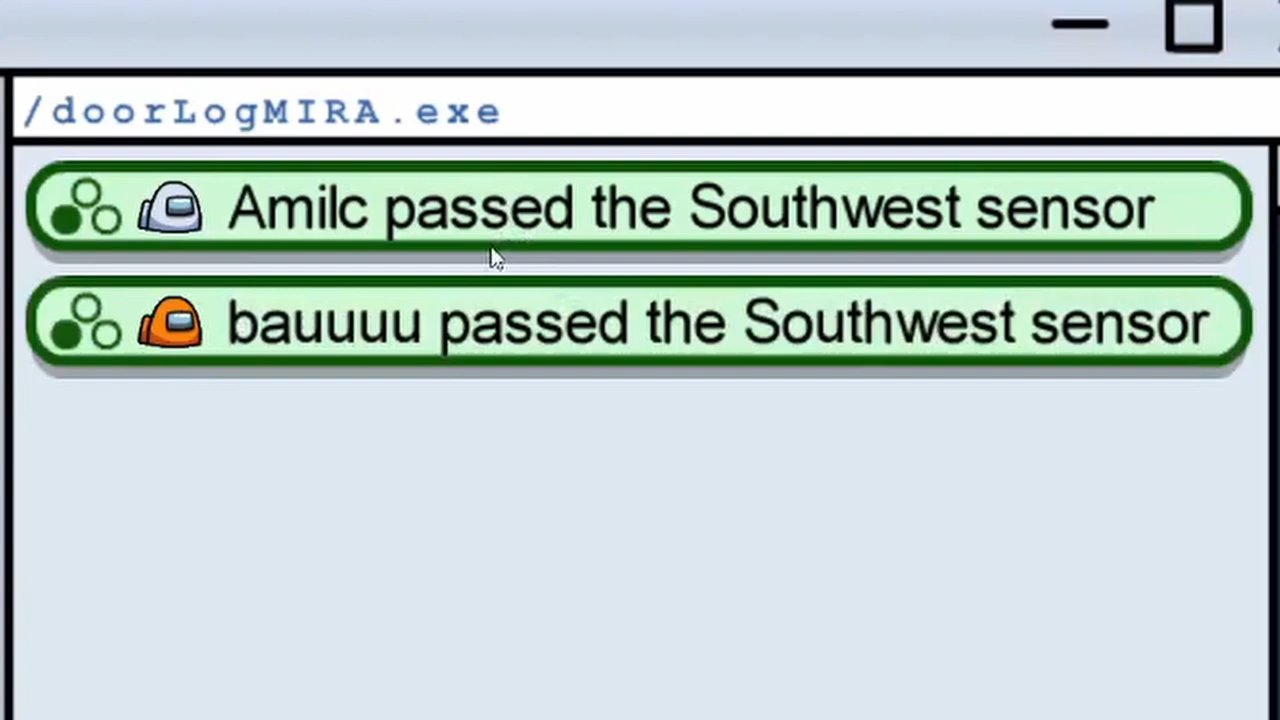 /doorLogMIRA.exe
Amilc passed the Southwest sensor
bauuuu passed the Southwest sensor